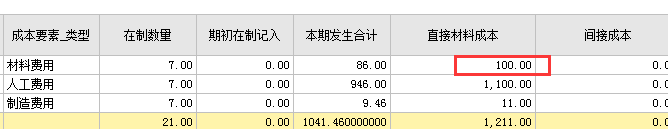 成本要素_类型 在制数量 期初在制记入 本期发生合计 直接材料成本 间接成本
材料费用 7.00 0.00 86.00 100.00 0.0
人工费用 7.00 0.00 946.00 1,100.00 0.0
制造费用 7.00 0.00 9.46 11.00 0.0
21.00 0.00 1041.460000000 1,211.00 0.0